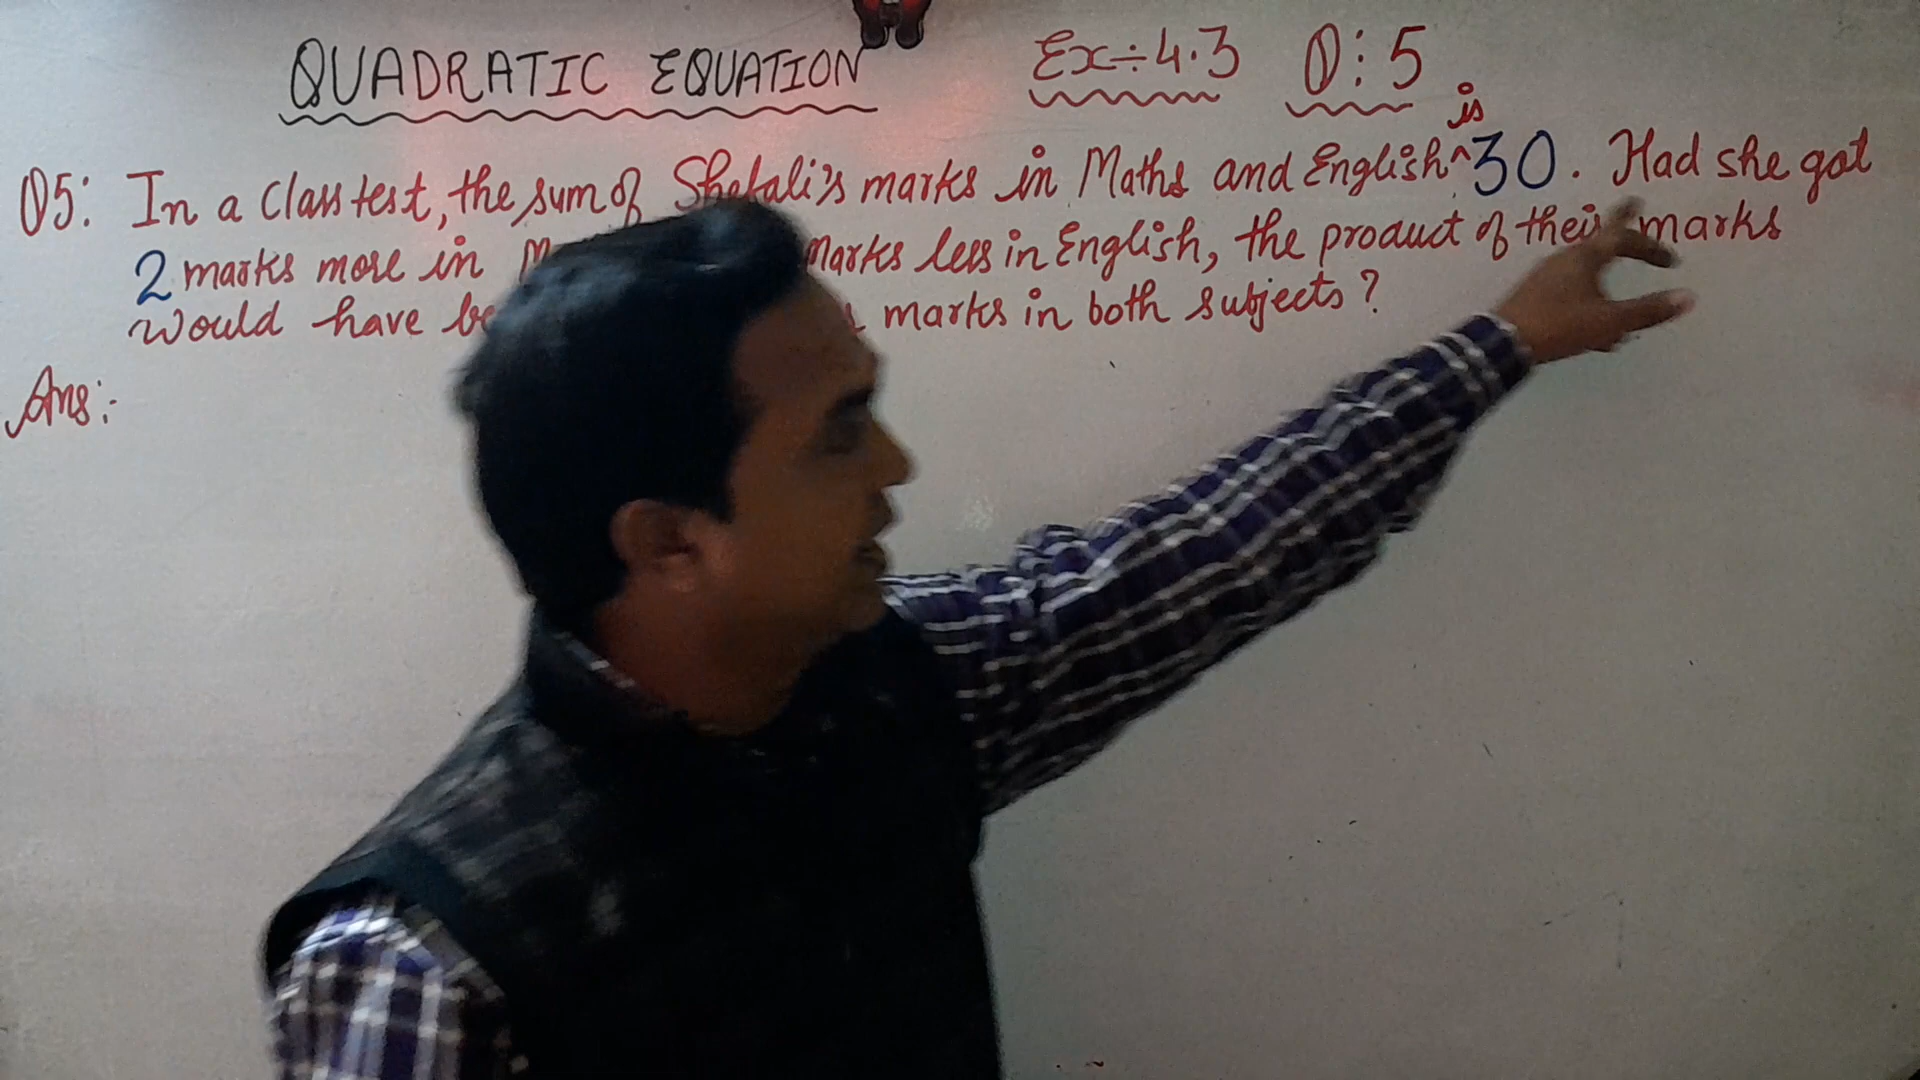 QUADRATIC EQUATION Ex÷4.3 Q:5
Q5: In a Class test, the sum of Shefali's marks in Maths and English ^is 30. Had she got
2 marks more in marks less in English, the product of their marks
would have marks in both subjects?
Ans:-